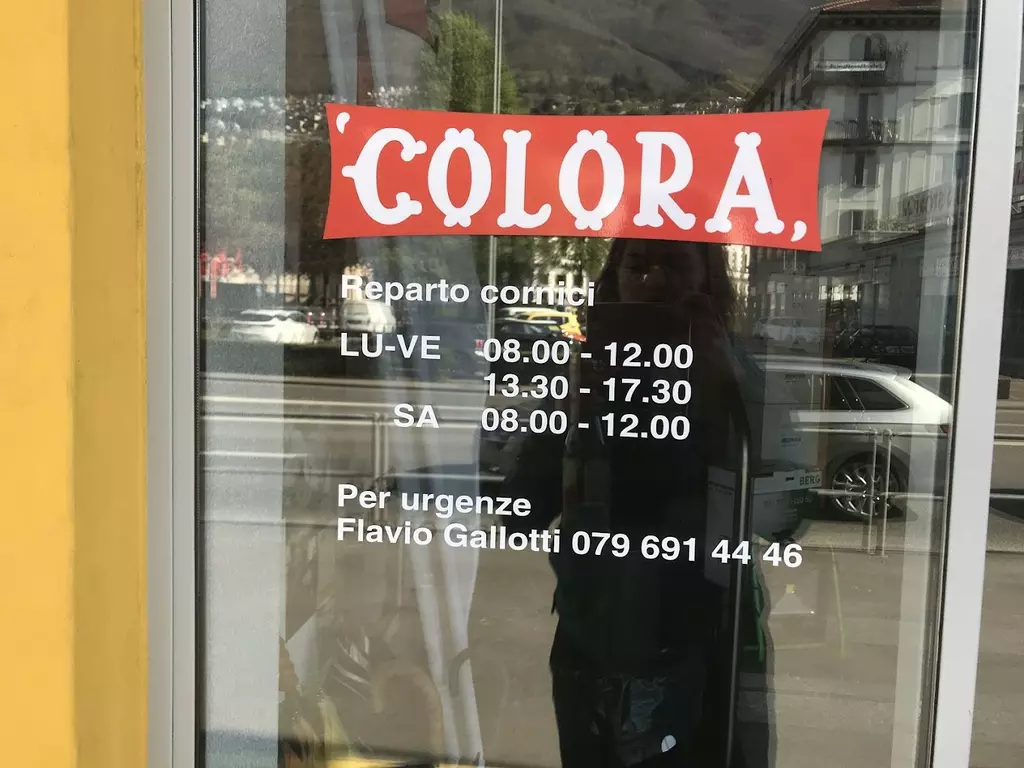 COLORA
Reparto cornici
LU-VE 08.00 - 12.00
13.30 - 17.30
SA 08.00 - 12.00
Per urgenze
Flavio Gallotti 079 691 44 46
BERG